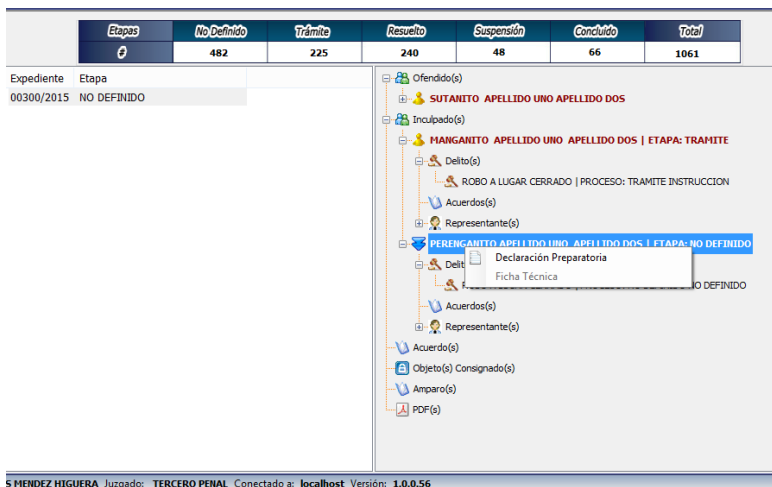 Etapas No Definido Trámite Resuelto Suspensión Concluido Total
# 482 225 240 48 66 1061
Expediente Etapa
00300/2015 NO DEFINIDO
Ofendido(s)
SUTANITO APELLIDO UNO APELLIDO DOS
Inculpado(s)
MANGANITO APELLIDO UNO APELLIDO DOS | ETAPA: TRAMITE
Delito(s)
ROBO A LUGAR CERRADO | PROCESO: TRAMITE INSTRUCCION
Acuerdos(s)
Representante(s)
PERENGANITO APELLIDO UNO APELLIDO DOS | ETAPA: NO DEFINIDO
Declaración Preparatoria
Delit
Ficha Técnica
NO DEFINIDO
Acuerdos(s)
Representante(s)
Acuerdo(s)
Objeto(s) Consignado(s)
Amparo(s)
PDF(s)
S MENDEZ HIGUERA Juzgado: TERCERO PENAL Conectado a: localhost Versión: 1.0.0.56